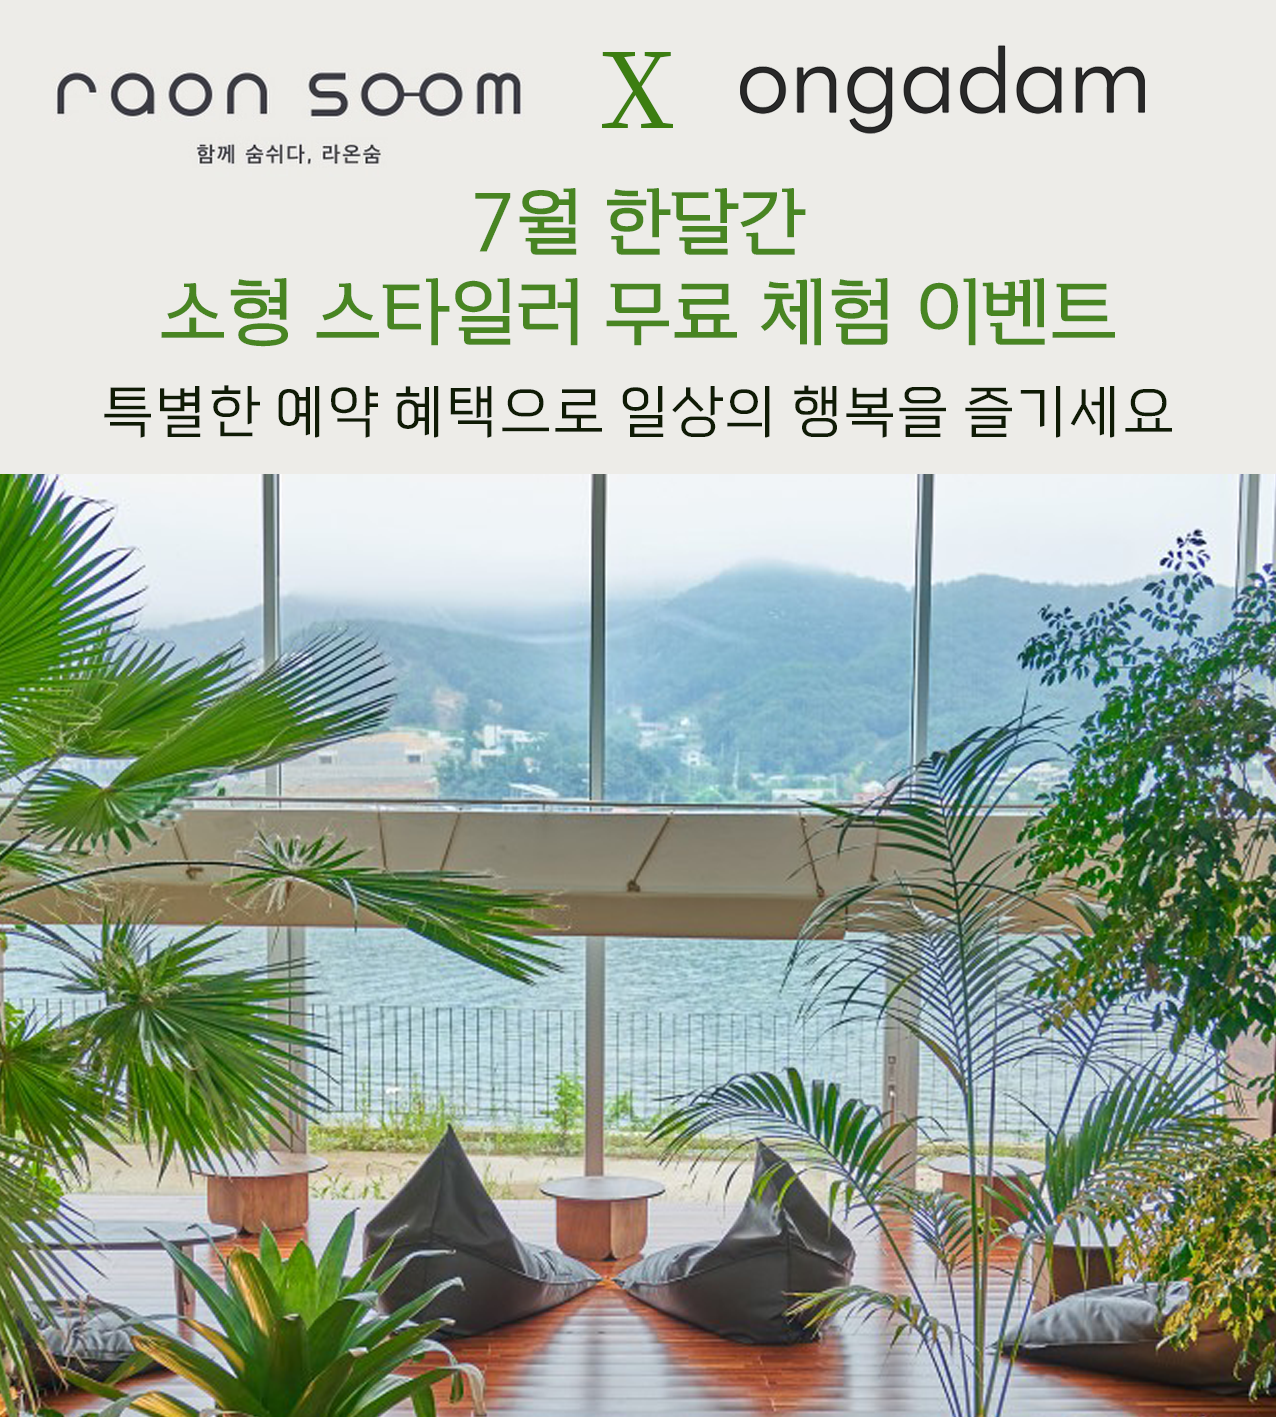 raon soom X ongadam
함께 숨쉬다, 라온숨
7월 한달간
소형 스타일러 무료 체험 이벤트
특별한 예약 혜택으로 일상의 행복을 즐기세요